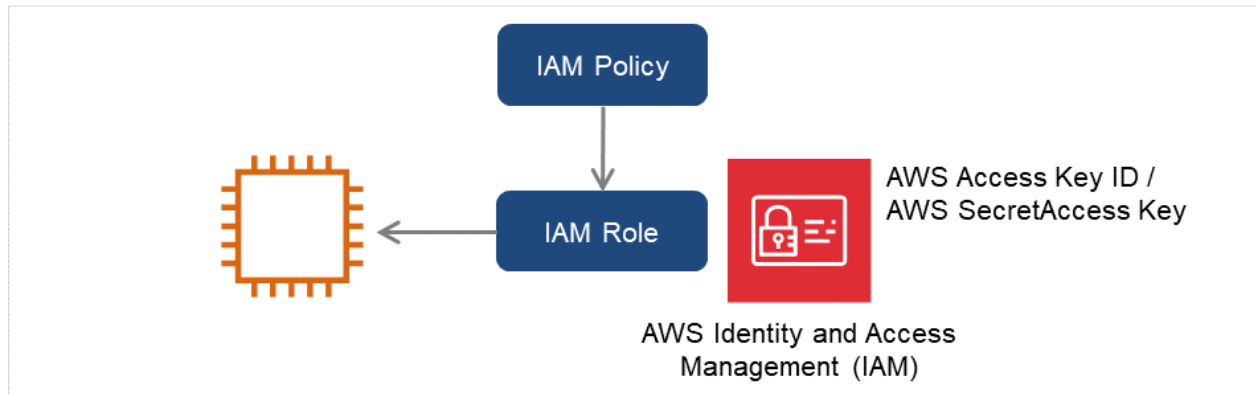 IAM Policy
IAM Role
AWS Access Key ID /
AWS SecretAccess Key
AWS Identity and Access
Management (IAM)